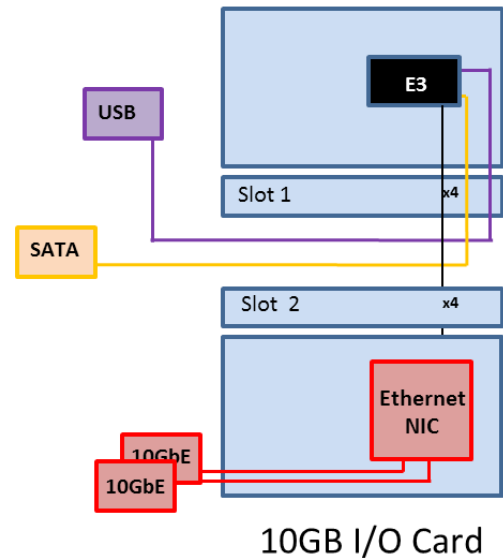 E3
USB
Slot 1
x4
SATA
Slot 2
x4
Ethernet
NIC
10GbE
10GbE
10GB I/O Card